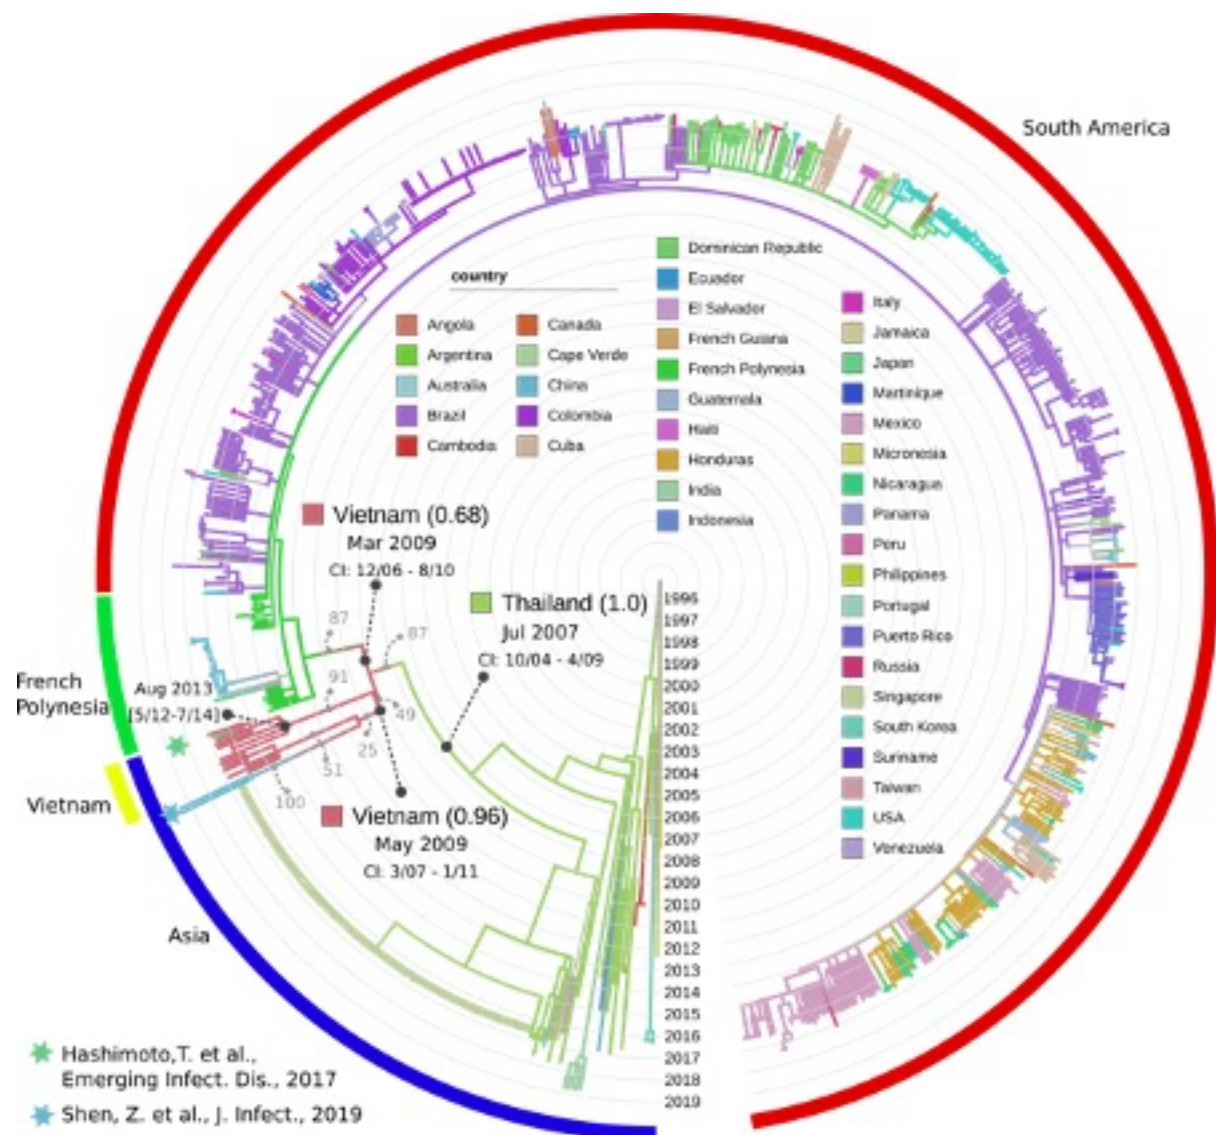 South America
country
Angola
Argentina
Australia
Brazil
Cambodia
Canada
Cape Verde
China
Colombia
Cuba
Dominican Republic
Ecuador
El Salvador
French Guiana
French Polynesia
Guatemala
Haiti
Honduras
India
Indonesia
Italy
Jamaica
Japan
Martinique
Mexico
Micronesia
Nicaragua
Panama
Peru
Philippines
Portugal
Puerto Rico
Russia
Singapore
South Korea
Suriname
Taiwan
USA
Venezuela
Vietnam (0.68)
Mar 2009
CI: 12/06 - 8/10
Thailand (1.0)
Jul 2007
CI: 10/04 - 4/09
87
87
91
49
25
51
100
French
Polynesia
Aug 2013
[5/12-7/14]
Vietnam
Vietnam (0.96)
May 2009
CI: 3/07 - 1/11
Asia
1996
1997
1998
1999
2000
2001
2002
2003
2004
2005
2006
2007
2008
2009
2010
2011
2012
2013
2014
2015
2016
2017
2018
2019
Hashimoto,T. et al.,
Emerging Infect. Dis., 2017
Shen, Z. et al., J. Infect., 2019